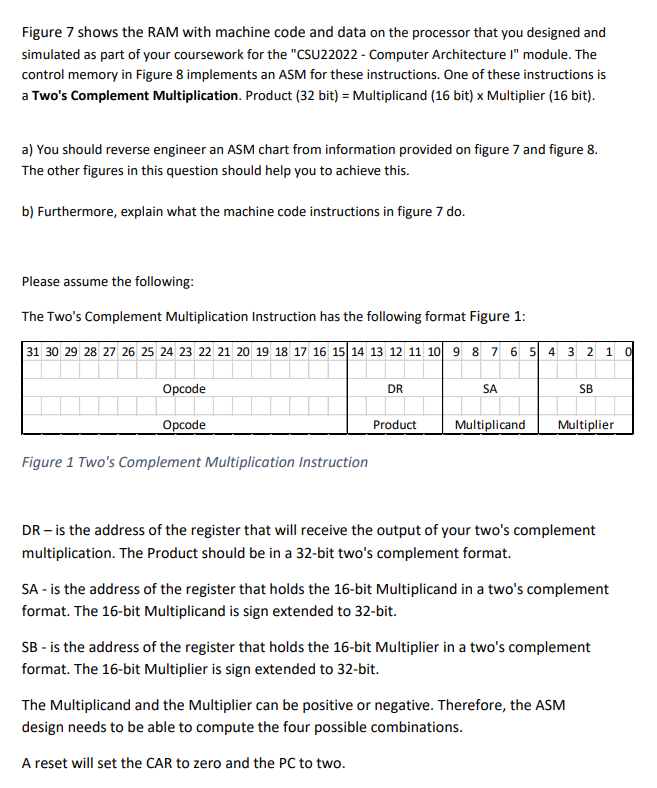 Figure 7 shows the RAM with machine code and data on the processor that you designed and
simulated as part of your coursework for the "CSU22022 - Computer Architecture I" module. The
control memory in Figure 8 implements an ASM for these instructions. One of these instructions is
a Two's Complement Multiplication. Product (32 bit) = Multiplicand (16 bit) x Multiplier (16 bit).
a) You should reverse engineer an ASM chart from information provided on figure 7 and figure 8.
The other figures in this question should help you to achieve this.
b) Furthermore, explain what the machine code instructions in figure 7 do.
Please assume the following:
The Two's Complement Multiplication Instruction has the following format Figure 1:
31 30 29 28 27 26 25 24 23 22 21 20 19 18 17 16 15 14 13 12 11 10 9 8 7 6 5 4 3 2 1 0
Opcode DR SA SB
Opcode Product Multiplicand Multiplier
Figure 1 Two's Complement Multiplication Instruction
DR – is the address of the register that will receive the output of your two's complement
multiplication. The Product should be in a 32-bit two's complement format.
SA - is the address of the register that holds the 16-bit Multiplicand in a two's complement
format. The 16-bit Multiplicand is sign extended to 32-bit.
SB - is the address of the register that holds the 16-bit Multiplier in a two's complement
format. The 16-bit Multiplier is sign extended to 32-bit.
The Multiplicand and the Multiplier can be positive or negative. Therefore, the ASM
design needs to be able to compute the four possible combinations.
A reset will set the CAR to zero and the PC to two.